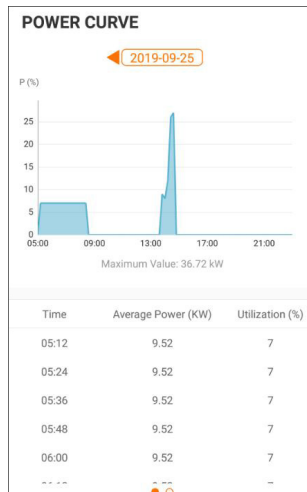 POWER CURVE
2019-09-25
P (%)
25
20
15
10
5
0
05:00 09:00 13:00 17:00 21:00
Maximum Value: 36.72 kW
Time Average Power (KW) Utilization (%)
05:12 9.52 7
05:24 9.52 7
05:36 9.52 7
05:48 9.52 7
06:00 9.52 7